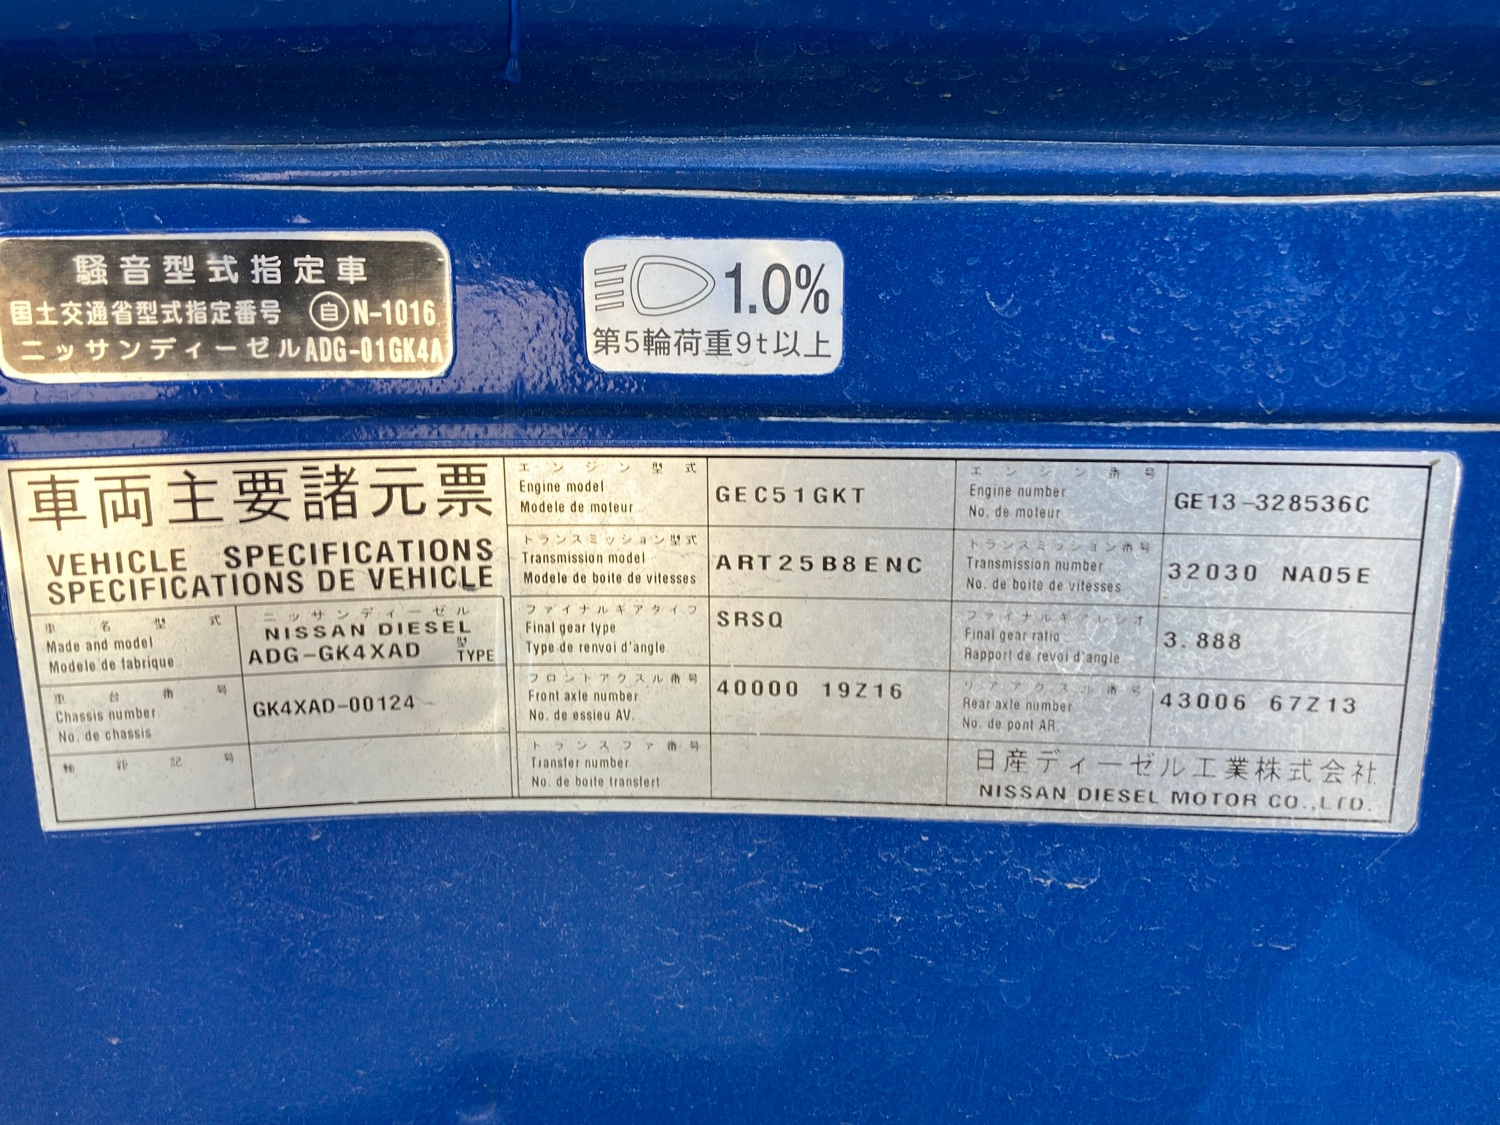 騒音型式指定車
国土交通省型式指定番号 自 N-1016
ニッサンディーゼル ADG-01GK4A
1.0%
第5輪荷重9t以上
車両主要諸元票
VEHICLE SPECIFICATIONS
SPECIFICATIONS DE VEHICLE
車名型式
Made and model
Modele de fabrique
ニッサンディーゼル
NISSAN DIESEL
ADG-GK4XAD 型
TYPE
車台番号
Chassis number
No. de chassis
GK4XAD-00124
軸距記号
エンジン型式
Engine model
Modele de moteur
GEC51GKT
エンジン番号
Engine number
No. de moteur
GE13-328536C
トランスミッション型式
Transmission model
Modele de boite de vitesses
ART25B8ENC
トランスミッション番号
Transmission number
No. de boite de vitesses
32030 NA05E
ファイナルギアタイプ
Final gear type
Type de renvoi d'angle
SRSQ
ファイナルギアレシオ
Final gear ratio
Rapport de revoi d'angle
3.888
フロントアクスル番号
Front axle number
No. de essieu AV.
40000 19Z16
リアアクスル番号
Rear axle number
No. de pont AR.
43006 67Z13
トランスファ番号
Transter number
No. de boite transfert
日産ディーゼル工業株式会社
NISSAN DIESEL MOTOR CO.,LTD.